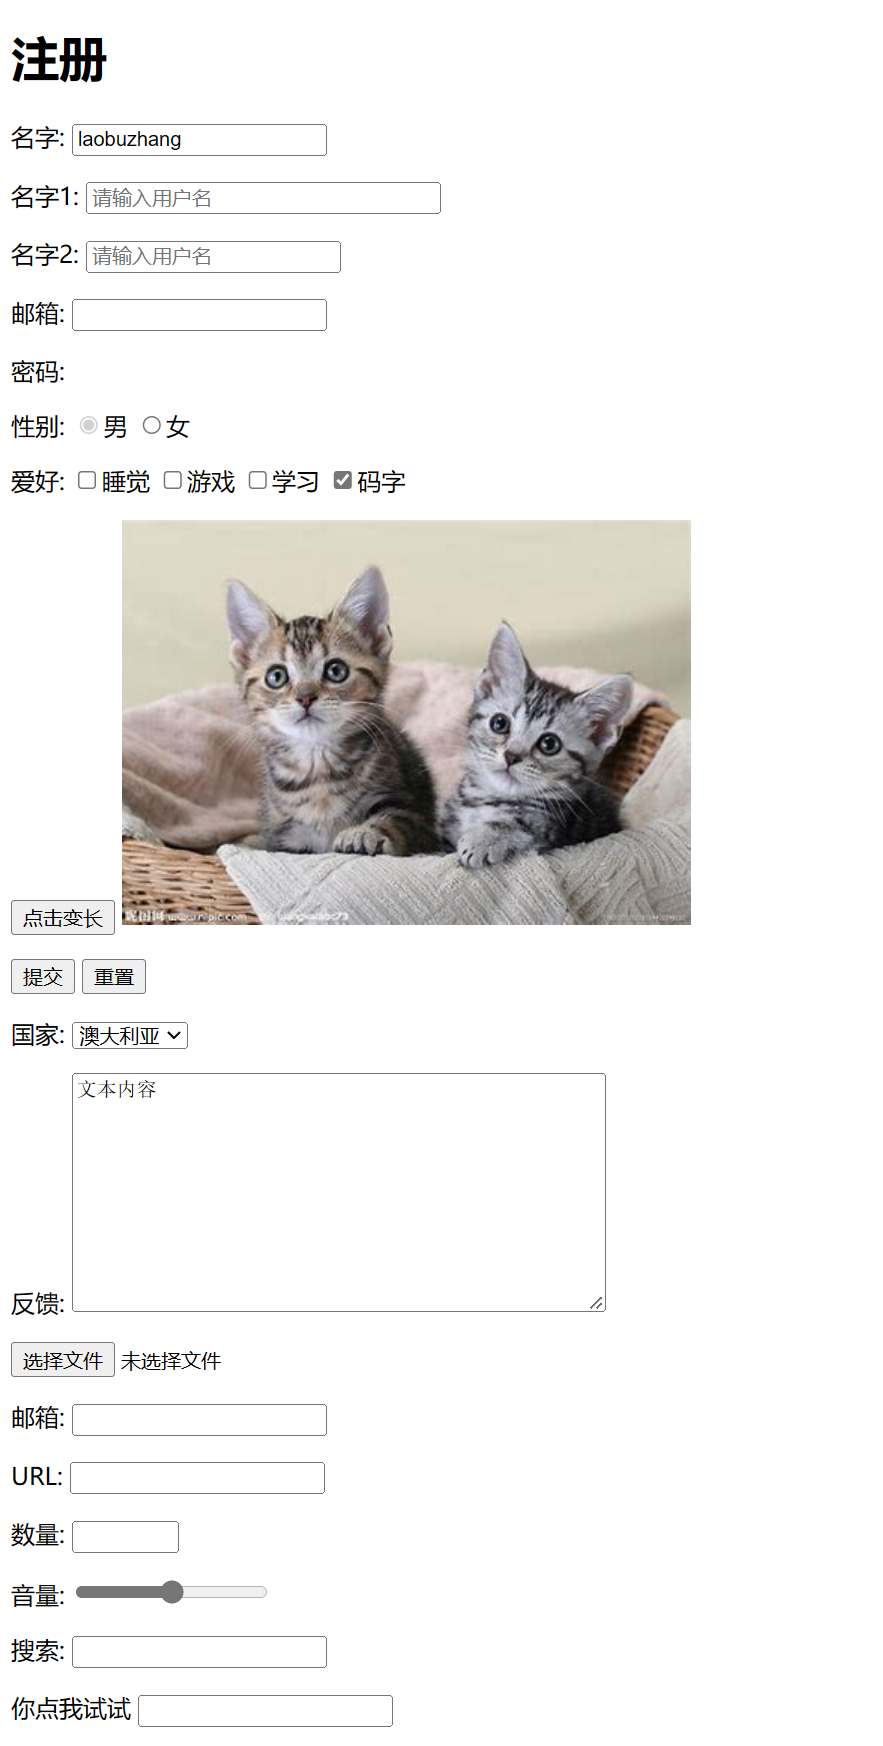 注册
名字: laobuzhang
名字1: 请输入用户名
名字2: 请输入用户名
邮箱:
密码:
性别: 男 女
爱好: 睡觉 游戏 学习 码字
点击变长
提交 重置
国家: 澳大利亚
文本内容
反馈:
选择文件 未选择文件
邮箱:
URL:
数量:
音量:
搜索:
你点我试试